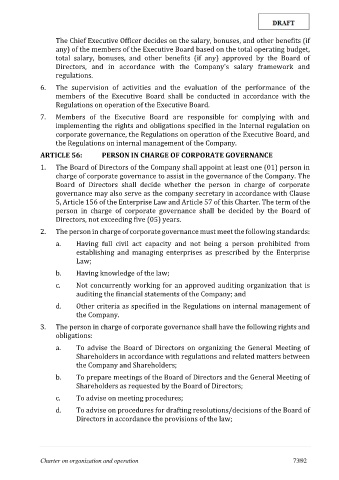 DRAFT
The Chief Executive Officer decides on the salary, bonuses, and other benefits (if
any) of the members of the Executive Board based on the total operating budget,
total salary, bonuses, and other benefits (if any) approved by the Board of
Directors, and in accordance with the Company's salary framework and
regulations.
6. The supervision of activities and the evaluation of the performance of the
members of the Executive Board shall be conducted in accordance with the
Regulations on operation of the Executive Board.
7. Members of the Executive Board are responsible for complying with and
implementing the rights and obligations specified in the Internal regulation on
corporate governance, the Regulations on operation of the Executive Board, and
the Regulations on internal management of the Company.
ARTICLE 56: PERSON IN CHARGE OF CORPORATE GOVERNANCE
1. The Board of Directors of the Company shall appoint at least one (01) person in
charge of corporate governance to assist in the governance of the Company. The
Board of Directors shall decide whether the person in charge of corporate
governance may also serve as the company secretary in accordance with Clause
5, Article 156 of the Enterprise Law and Article 57 of this Charter. The term of the
person in charge of corporate governance shall be decided by the Board of
Directors, not exceeding five (05) years.
2. The person in charge of corporate governance must meet the following standards:
a. Having full civil act capacity and not being a person prohibited from
establishing and managing enterprises as prescribed by the Enterprise
Law;
b. Having knowledge of the law;
c. Not concurrently working for an approved auditing organization that is
auditing the financial statements of the Company; and
d. Other criteria as specified in the Regulations on internal management of
the Company.
3. The person in charge of corporate governance shall have the following rights and
obligations:
a. To advise the Board of Directors on organizing the General Meeting of
Shareholders in accordance with regulations and related matters between
the Company and Shareholders;
b. To prepare meetings of the Board of Directors and the General Meeting of
Shareholders as requested by the Board of Directors;
c. To advise on meeting procedures;
d. To advise on procedures for drafting resolutions/decisions of the Board of
Directors in accordance the provisions of the law;
Charter on organization and operation 73|92